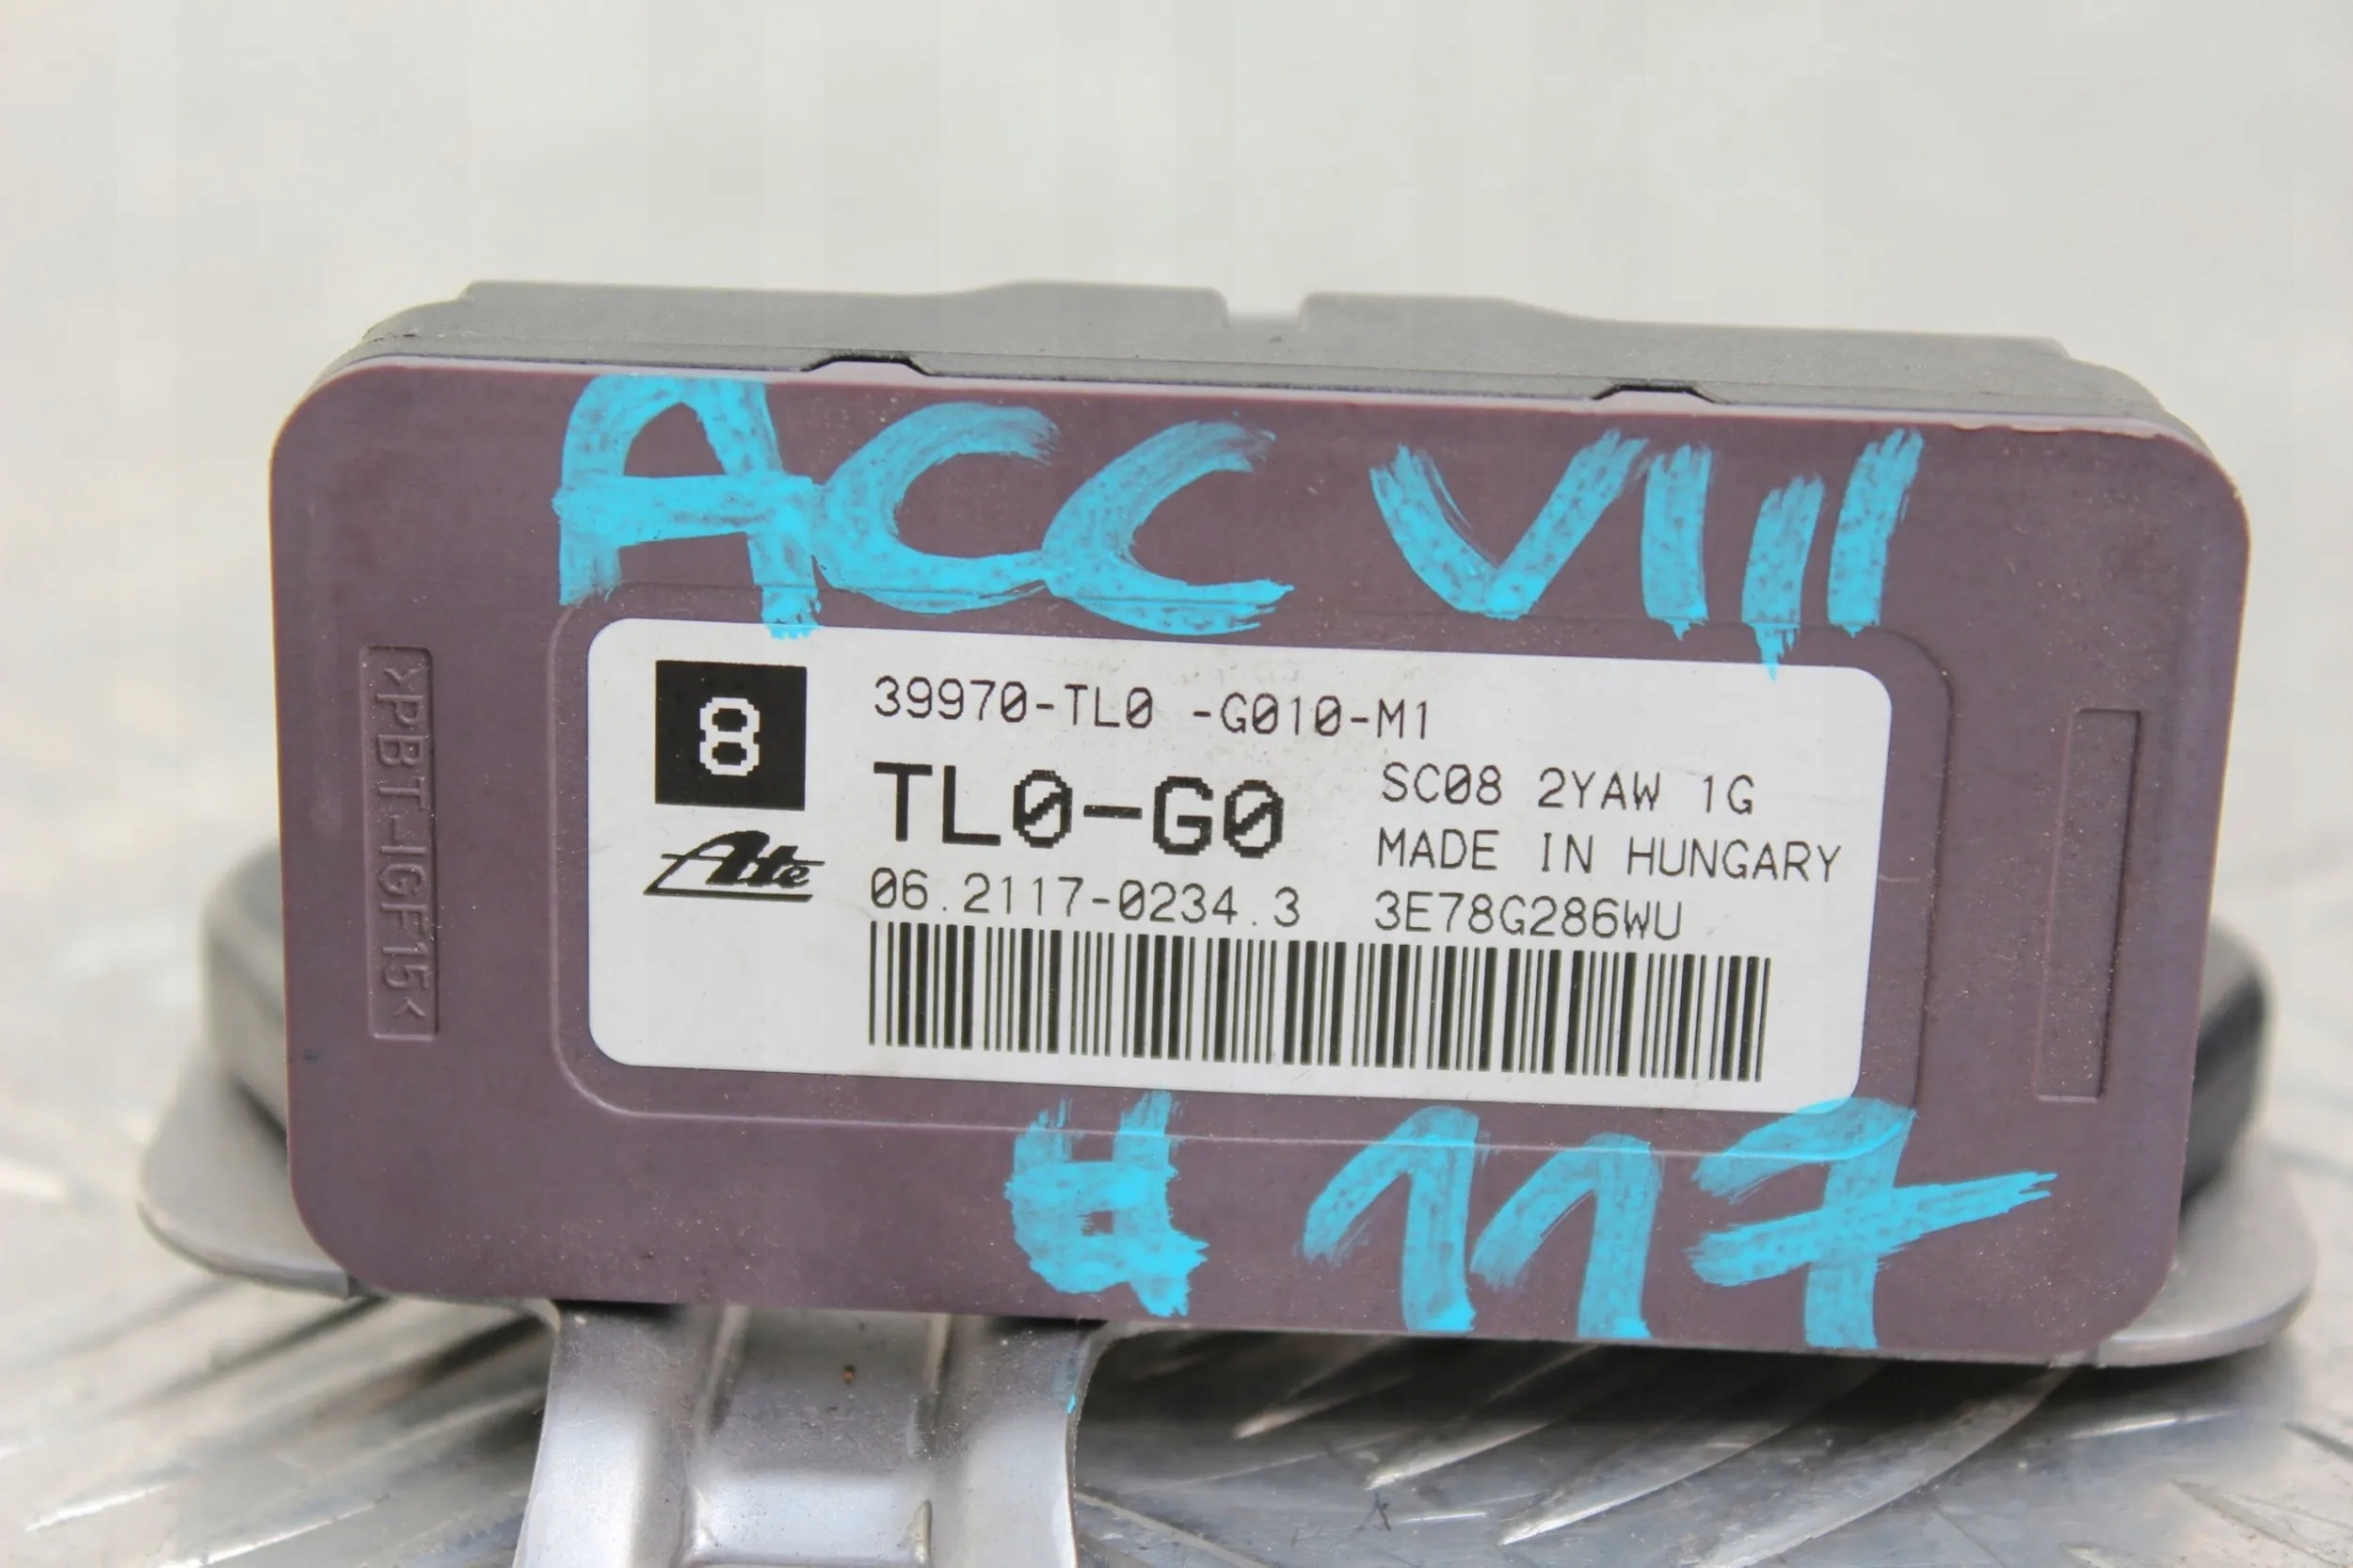 ACC VIII
>PBT-IGF15<
8
39970-TL0 -G010-M1
TL0-G0
SC08 2YAW 1G
MADE IN HUNGARY
Ate
06.2117-0234.3 3E78G286WU
# 117